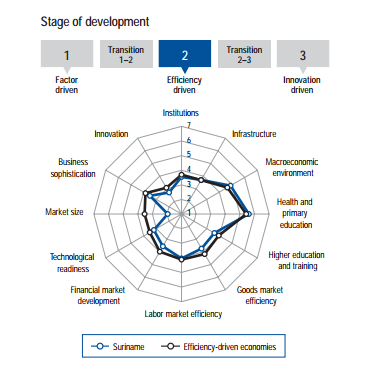 Stage of development
1
Transition
1–2
2
Transition
2–3
3
Factor
driven
Efficiency
driven
Innovation
driven
Institutions
Infrastructure
Macroeconomic
environment
Health and
primary
education
Higher education
and training
Goods market
efficiency
Labor market efficiency
Financial market
development
Technological
readiness
Market size
Business
sophistication
Innovation
7
6
5
4
3
2
1
Suriname
Efficiency-driven economies